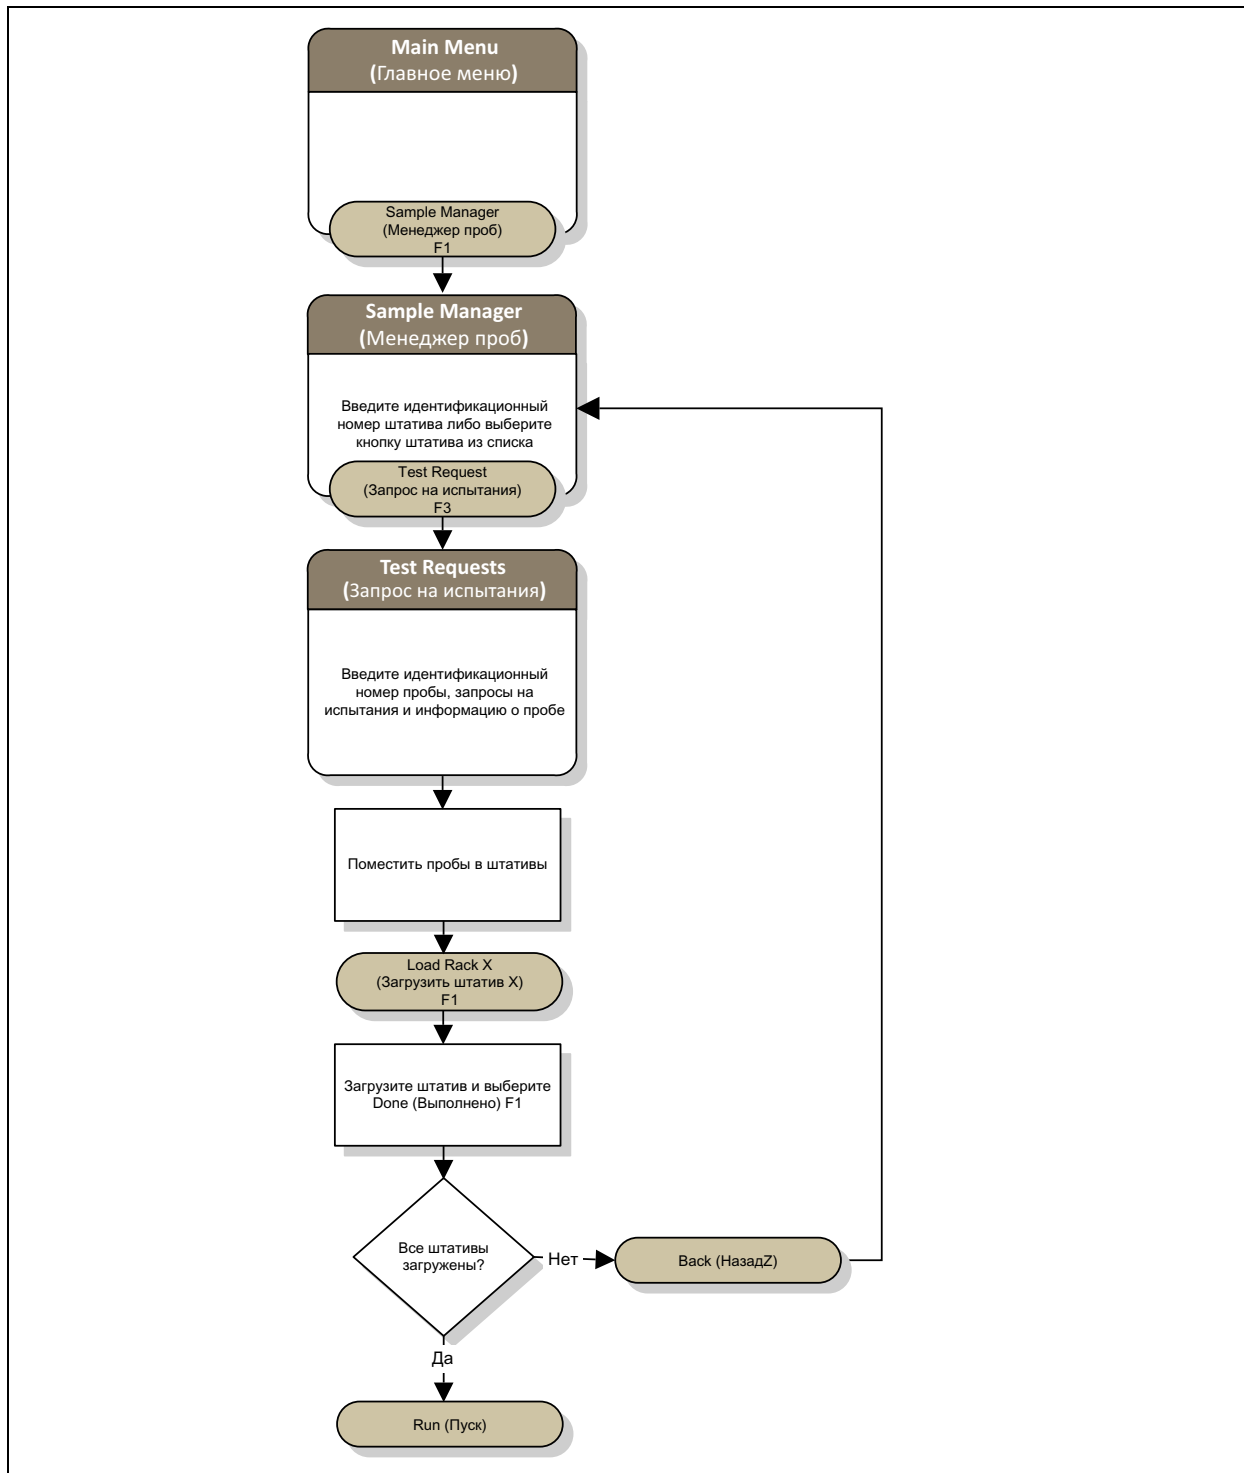 Main Menu
(Главное меню)
Sample Manager
(Менеджер проб)
F1
Sample Manager
(Менеджер проб)
Введите идентификационный
номер штатива либо выберите
кнопку штатива из списка
Test Request
(Запрос на испытания)
F3
Test Requests
(Запрос на испытания)
Введите идентификационный
номер пробы, запросы на
испытания и информацию о пробе
Поместить пробы в штативы
Load Rack X
(Загрузить штатив X)
F1
Загрузите штатив и выберите
Done (Выполнено) F1
Все штативы
загружены?
Нет
Back (НазадZ)
Да
Run (Пуск)